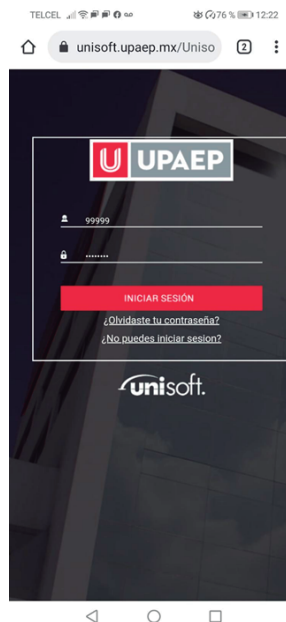 TELCEL 76 % 12:22
unisoft.upaep.mx/Uniso 2
U UPAEP
99999
........
INICIAR SESIÓN
¿Olvidaste tu contraseña?
¿No puedes iniciar sesion?
unisoft.